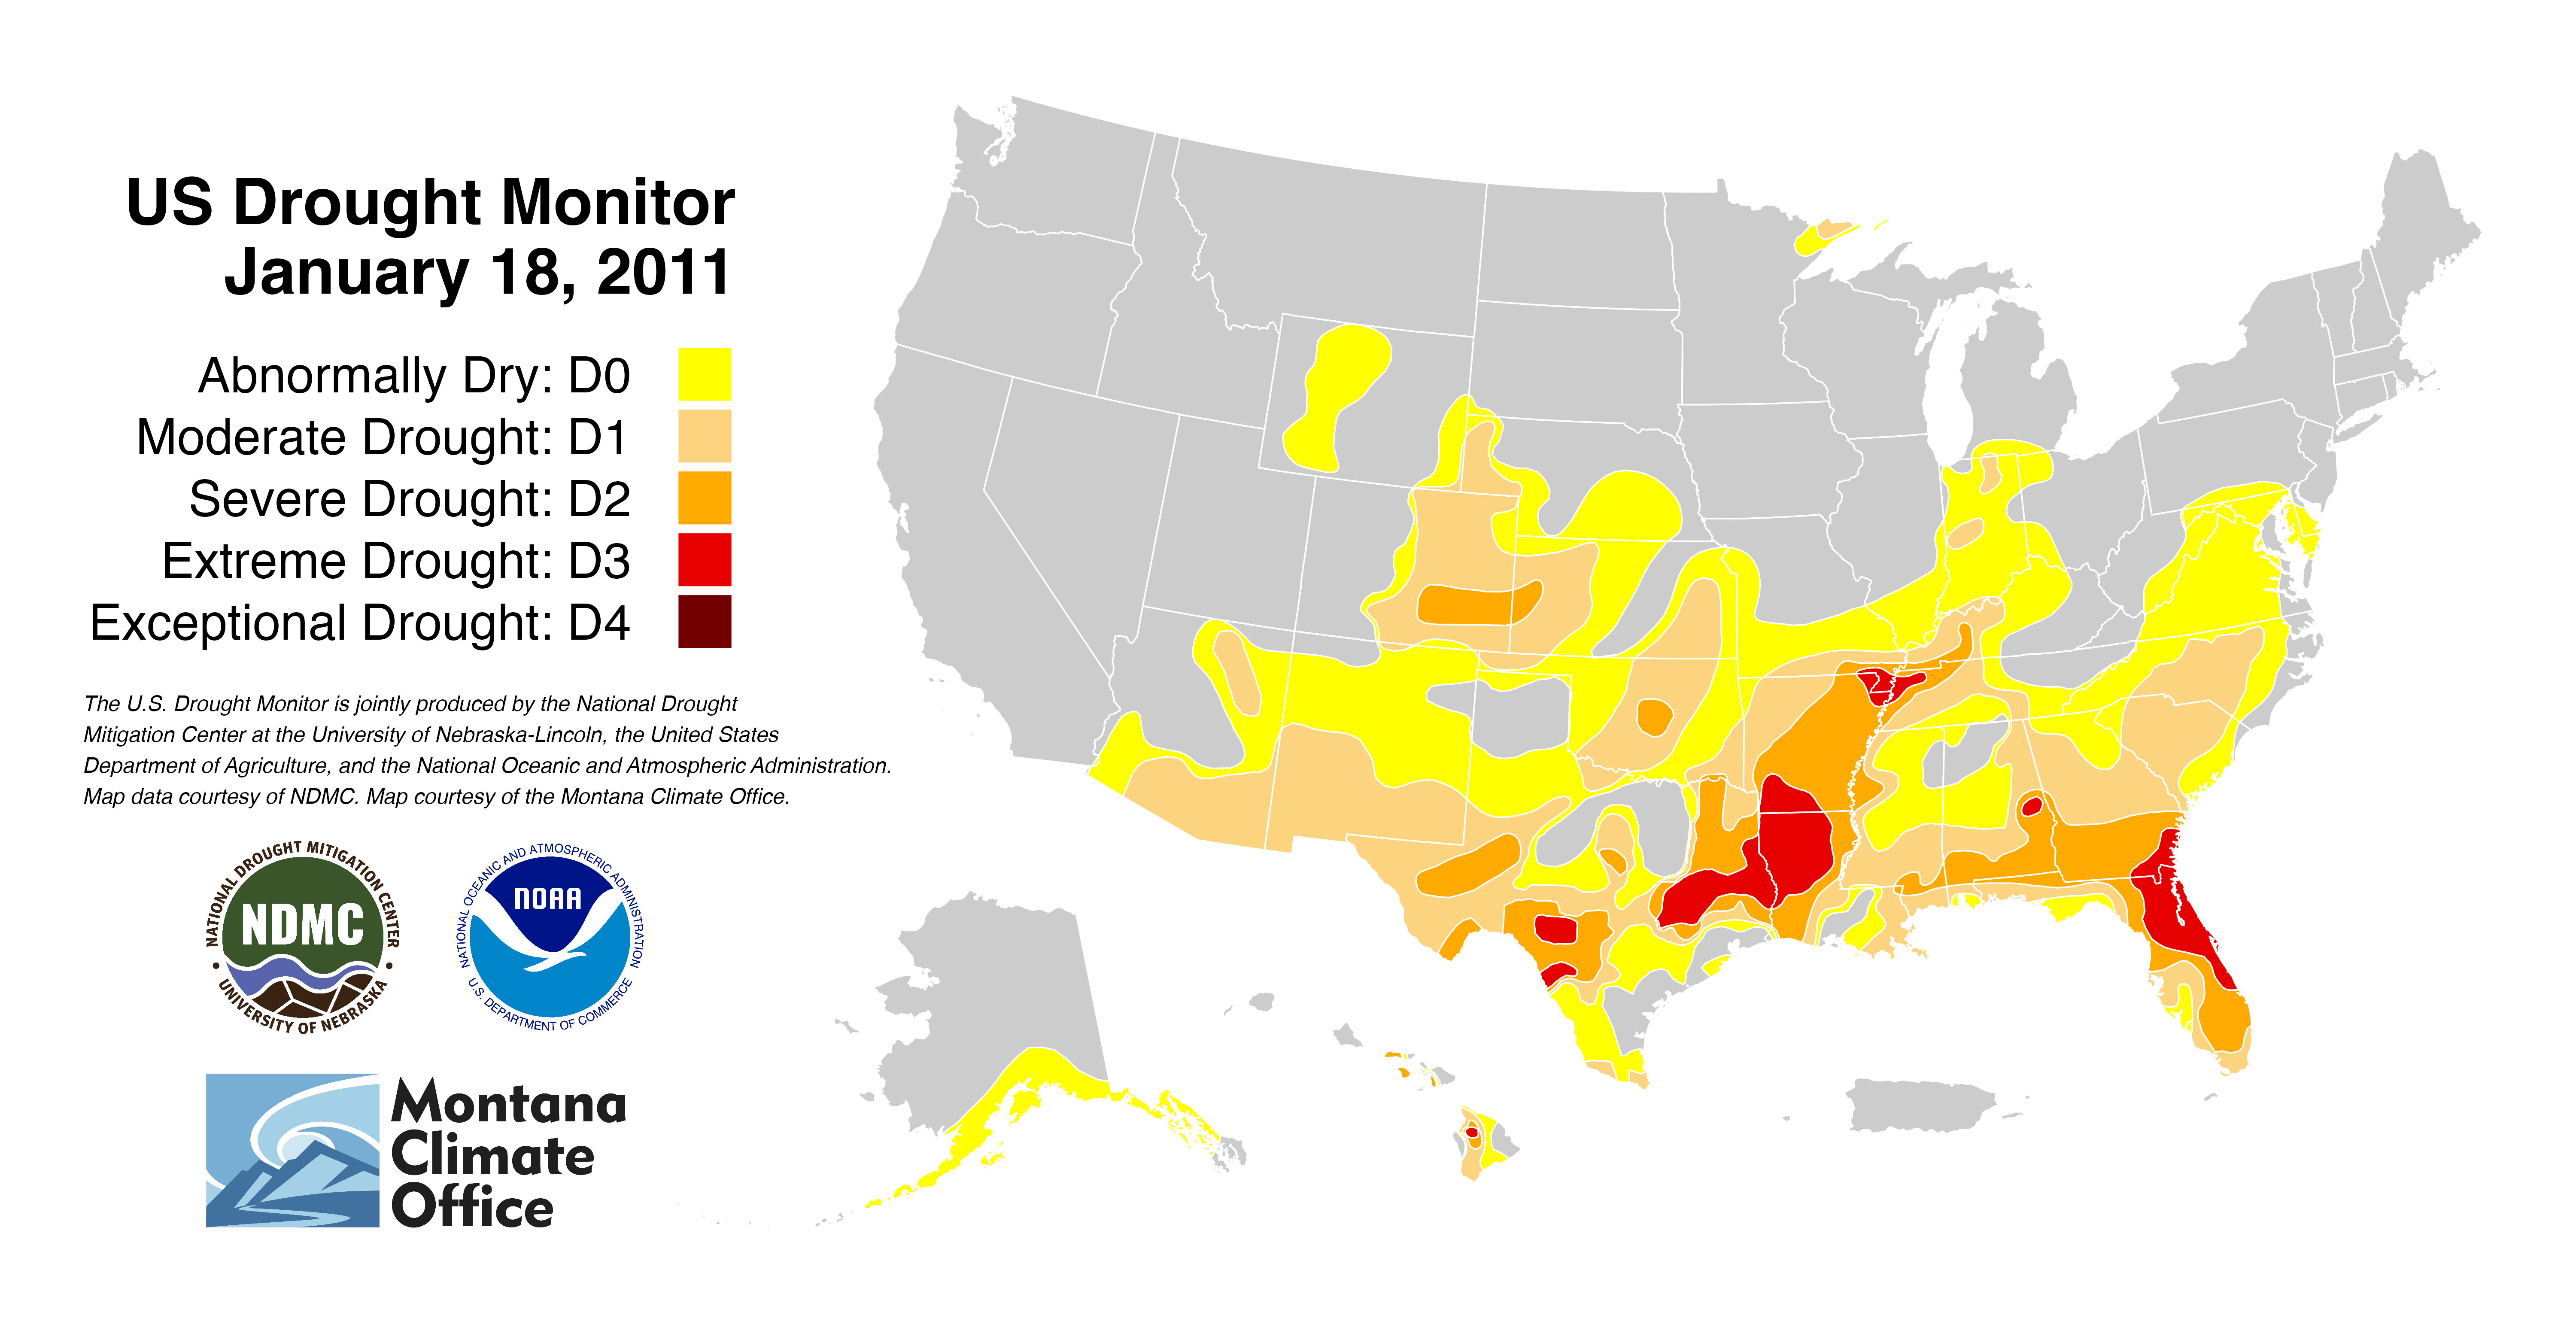 US Drought Monitor
January 18, 2011
Abnormally Dry: D0
Moderate Drought: D1
Severe Drought: D2
Extreme Drought: D3
Exceptional Drought: D4
The U.S. Drought Monitor is jointly produced by the National Drought
Mitigation Center at the University of Nebraska-Lincoln, the United States
Department of Agriculture, and the National Oceanic and Atmospheric Administration.
Map data courtesy of NDMC. Map courtesy of the Montana Climate Office.
NATIONAL DROUGHT MITIGATION CENTER
NDMC
• UNIVERSITY OF NEBRASKA •
NATIONAL OCEANIC AND ATMOSPHERIC ADMINISTRATION
NOAA
U.S. DEPARTMENT OF COMMERCE
Montana
Climate
Office